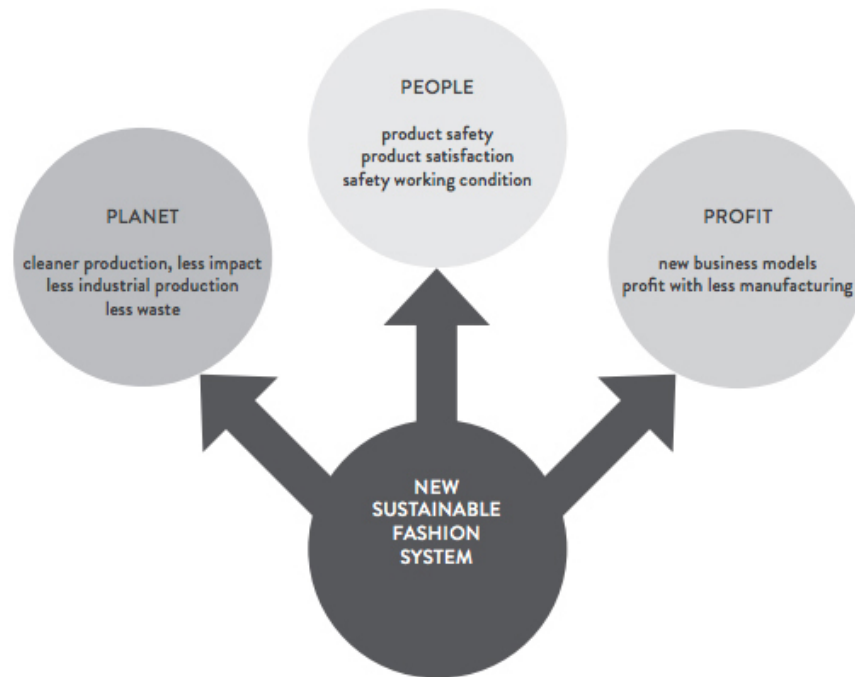 PEOPLE
product safety
product satisfaction
safety working condition
PLANET
cleaner production, less impact
less industrial production
less waste
PROFIT
new business models
profit with less manufacturing
NEW
SUSTAINABLE
FASHION
SYSTEM